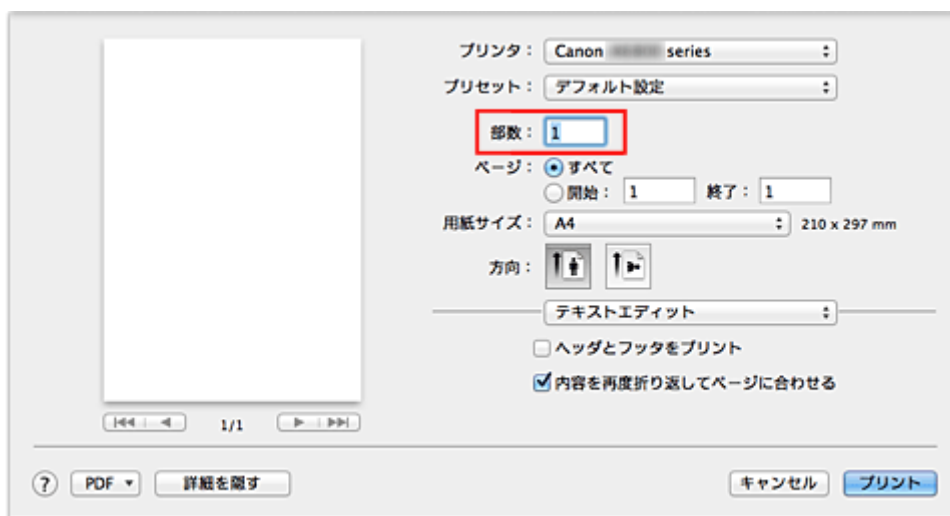 プリンタ： Canon series
プリセット： デフォルト設定
部数： 1
ページ： すべて
開始： 1 終了： 1
用紙サイズ： A4 210 x 297 mm
方向：
テキストエディット
ヘッダとフッタをプリント
内容を再度折り返してページに合わせる
1/1
? PDF 詳細を隠す キャンセル プリント